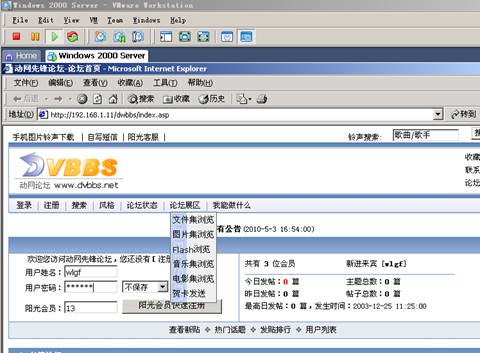 Windows 2000 Server - VMware Workstation
File Edit View VM Team Windows Help
Home Windows 2000 Server
动网先锋论坛-论坛首页 - Microsoft Internet Explorer
文件(F) 编辑(E) 查看(V) 收藏(A) 工具(T) 帮助(H)
后退 搜索 收藏 历史
地址(D) http://192.168.1.11/dwbbs/index.asp 转到
手机图片铃声下载 | 自写短信 | 阳光客服 | 铃声搜索: 歌曲/歌手
DVBBS
动网论坛 www.dvbbs.net
收藏
联系
论坛
登录 | 注册 | 搜索 | 风格 | 论坛状态 | 论坛展区 | 我能做什么
文件集浏览
图片集浏览
Flash浏览
音乐集浏览
电影集浏览
贺卡发送
有公告 (2010-5-3 16:54:00)
欢迎您访问动网先锋论坛,您还没有[ 注册
用户姓名: wlgf
用户密码: ****** 不保存
阳光会员: 13 阳光会员快速注册
共有 3 位会员 新进来宾 [wlgf]
今日发帖: 0 篇 主题总数: 0 篇
昨日发帖: 0 篇 帖子总数: 0 篇
最高日发帖: 0 篇,发生时间: 2003-12-25 11:25:00
查看新贴 热门话题 发贴排行 用户列表